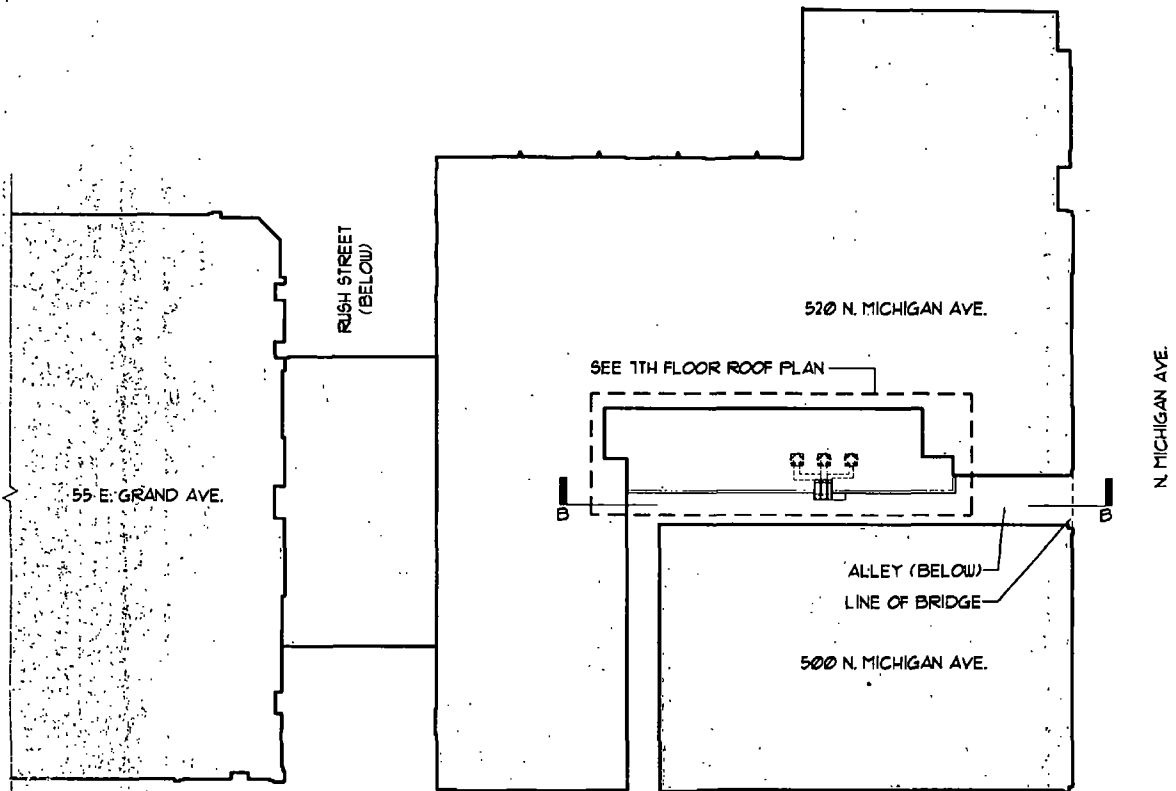 RUSH STREET
(BELOW)
520 N. MICHIGAN AVE.
N. MICHIGAN AVE.
SEE 7TH FLOOR ROOF PLAN
55 E. GRAND AVE.
B
B
ALLEY (BELOW)
LINE OF BRIDGE
500 N. MICHIGAN AVE.